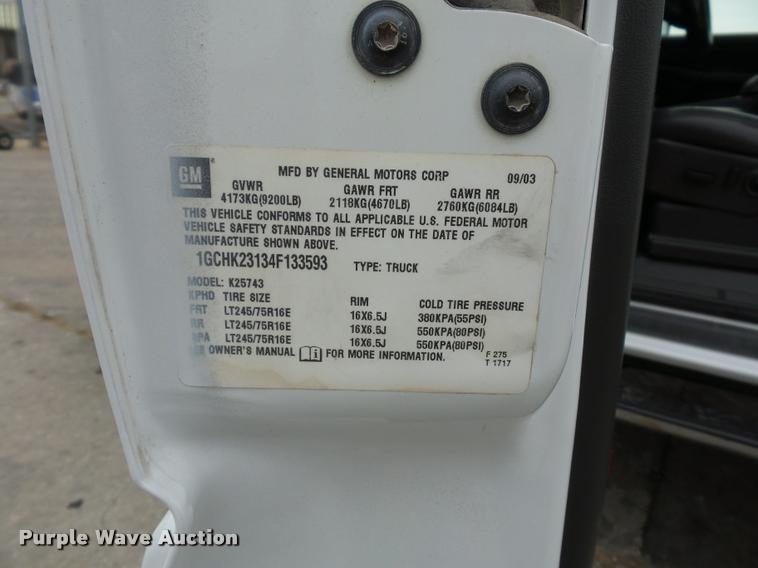 GM
MFD BY GENERAL MOTORS CORP 09/03
GVWR GAWR FRT GAWR RR
4173KG(9200LB) 2118KG(4670LB) 2760KG(6084LB)
THIS VEHICLE CONFORMS TO ALL APPLICABLE U.S. FEDERAL MOTOR
VEHICLE SAFETY STANDARDS IN EFFECT ON THE DATE OF
MANUFACTURE SHOWN ABOVE.
1GCHK23134F133593 TYPE: TRUCK
MODEL: K25743
KPHD TIRE SIZE RIM COLD TIRE PRESSURE
FRT LT245/75R16E 16X6.5J 380KPA(55PSI)
RR LT245/75R16E 16X6.5J 550KPA(80PSI)
PA LT245/75R16E 16X6.5J 550KPA(80PSI)
OWNER'S MANUAL i FOR MORE INFORMATION. F 275
T 1717
Purple Wave Auction